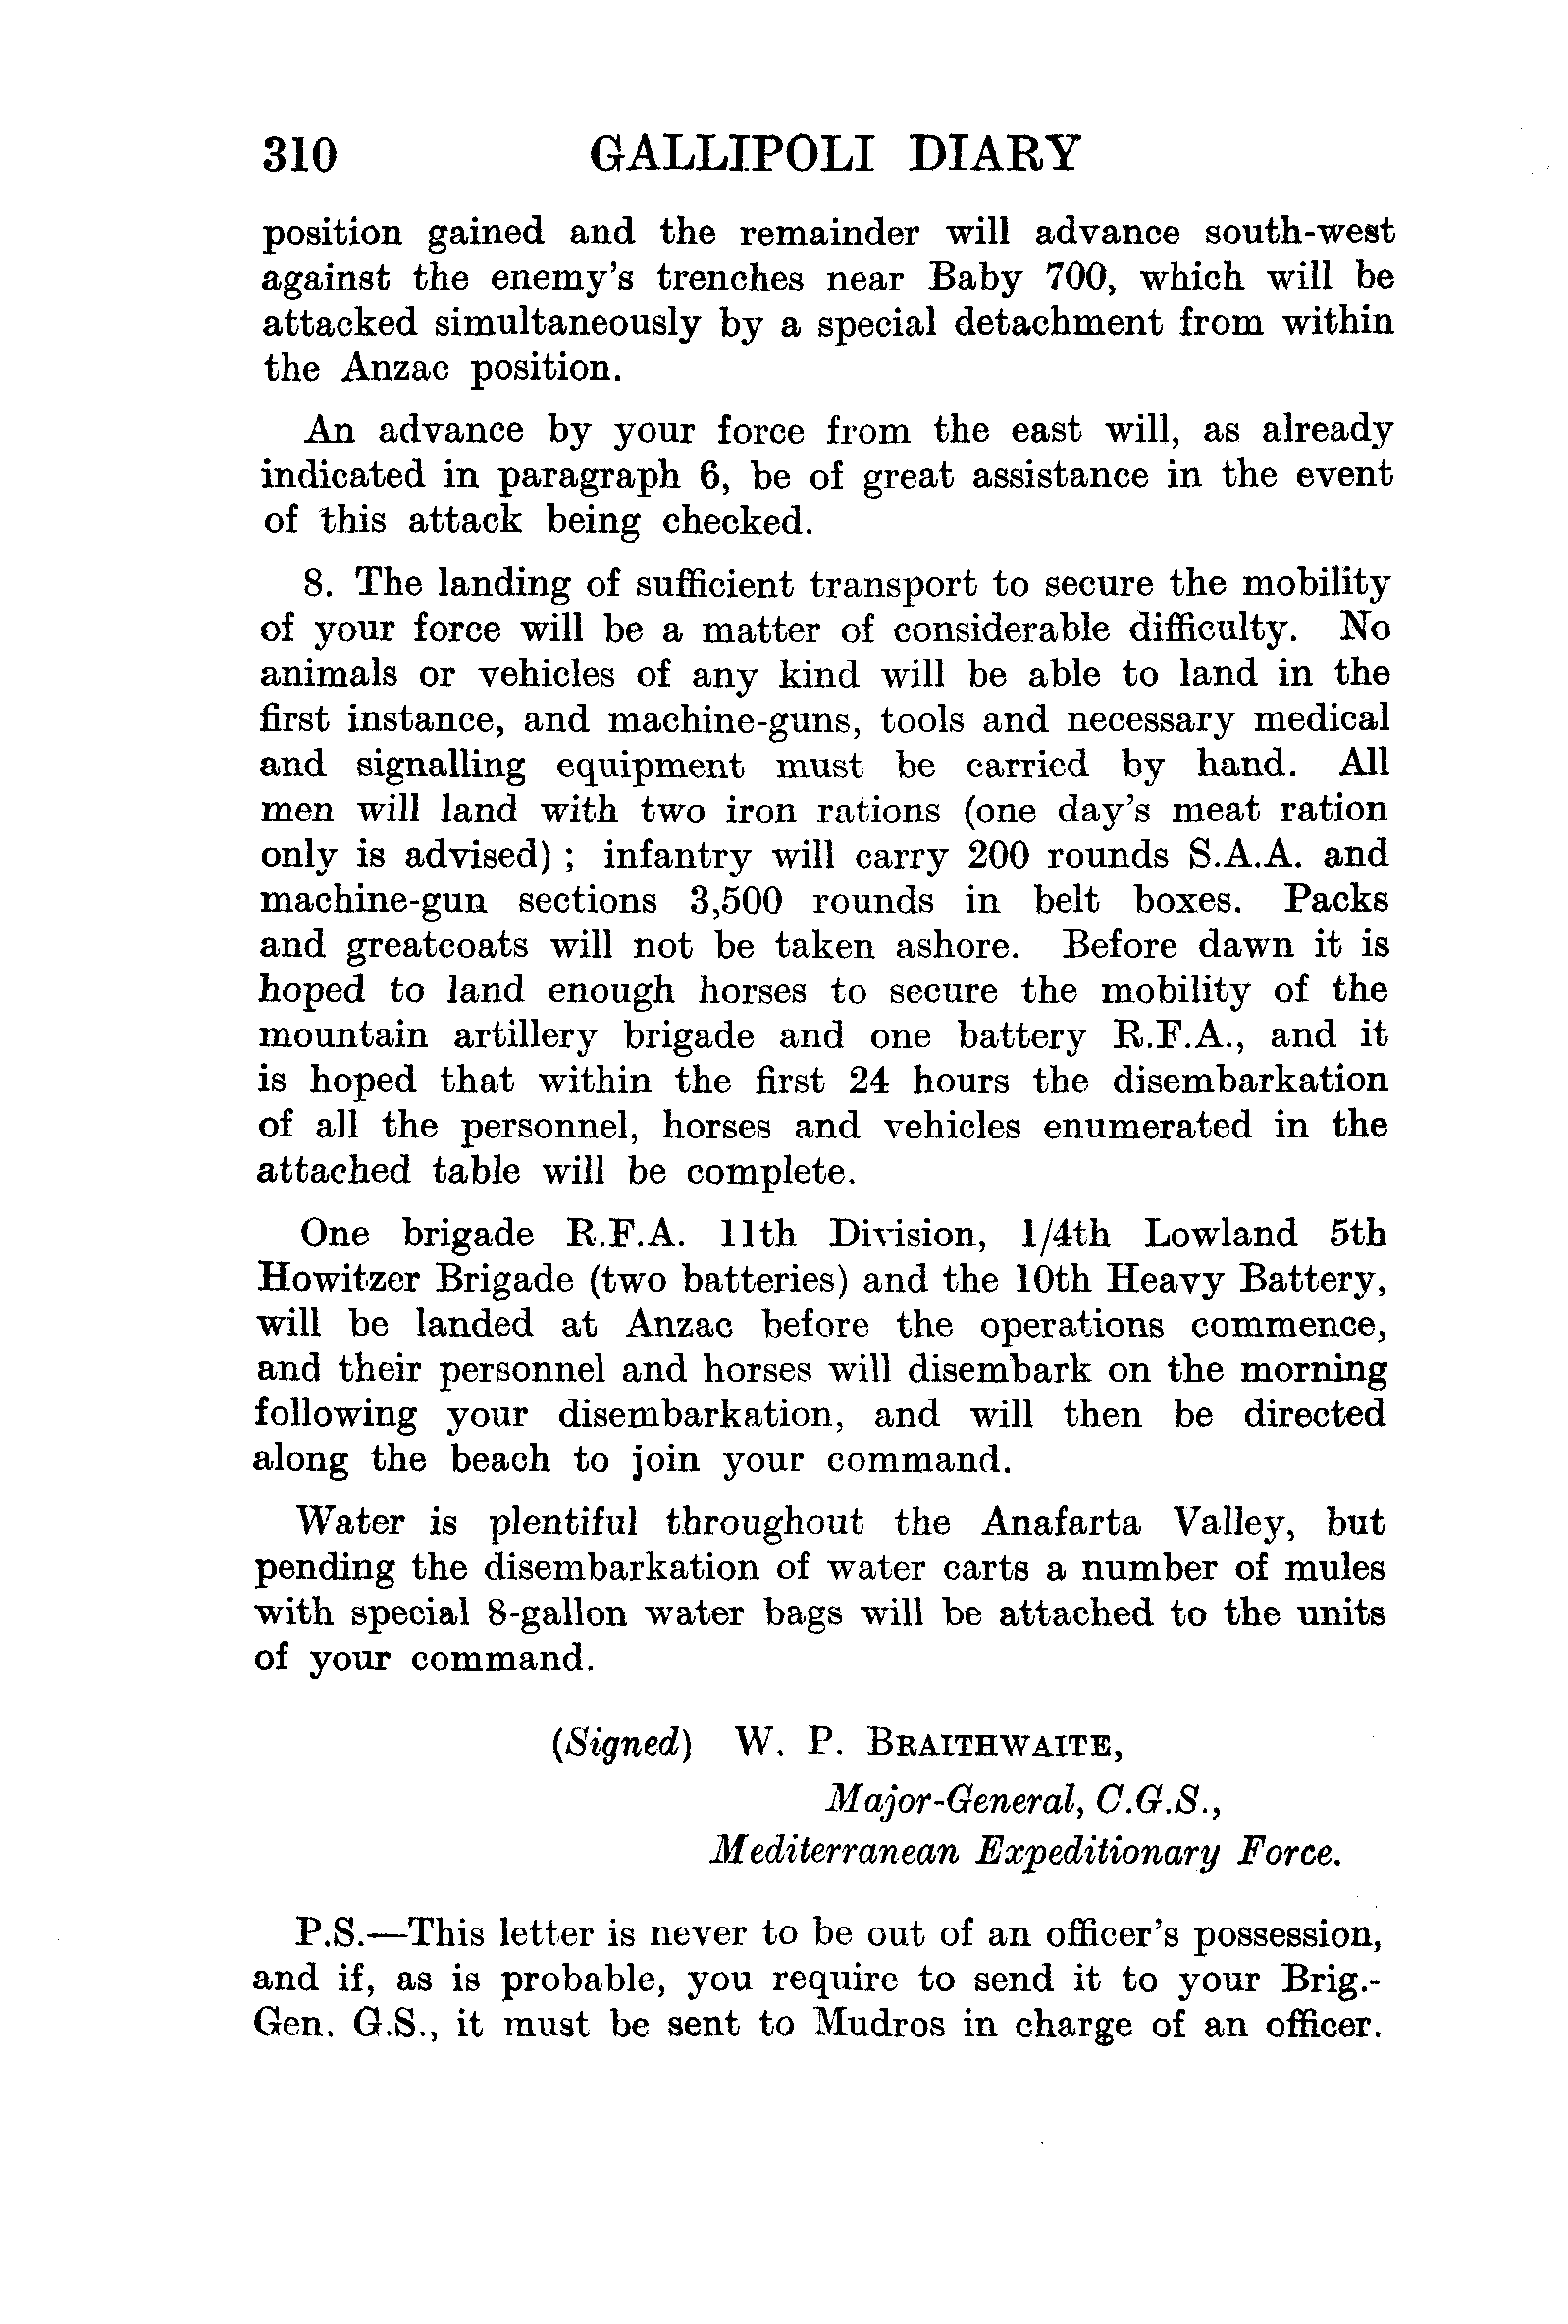 310 GALLIPOLI DIARY
position gained and the remainder will advance south-west
against the enemy's trenches near Baby 700, which will be
attacked simultaneously by a special detachment from within
the Anzac position.
An advance by your force from the east will, as already
indicated in paragraph 6, be of great assistance in the event
of this attack being checked.
8. The landing of sufficient transport to secure the mobility
of your force will be a matter of considerable difficulty. No
animals or vehicles of any kind will be able to land in the
first instance, and machine-guns, tools and necessary medical
and signalling equipment must be carried by hand. All
men will land with two iron rations (one day's meat ration
only is advised) ; infantry will carry 200 rounds S.A.A. and
machine-gun sections 3,500 rounds in belt boxes. Packs
and greatcoats will not be taken ashore. Before dawn it is
hoped to land enough horses to secure the mobility of the
mountain artillery brigade and one battery R.F.A., and it
is hoped that within the first 24 hours the disembarkation
of all the personnel, horses and vehicles enumerated in the
attached table will be complete.
One brigade R.F.A. 11th Division, 1/4th Lowland 5th
Howitzer Brigade (two batteries) and the 10th Heavy Battery,
will be landed at Anzac before the operations commence,
and their personnel and horses will disembark on the morning
following your disembarkation, and will then be directed
along the beach to join your command.
Water is plentiful throughout the Anafarta Valley, but
pending the disembarkation of water carts a number of mules
with special 8-gallon water bags will be attached to the units
of your command.
(Signed) W. P. BRAITHWAITE,
Major-General, C.G.S.,
Mediterranean Expeditionary Force.
P.S.—This letter is never to be out of an officer's possession,
and if, as is probable, you require to send it to your Brig.-
Gen. G.S., it must be sent to Mudros in charge of an officer.